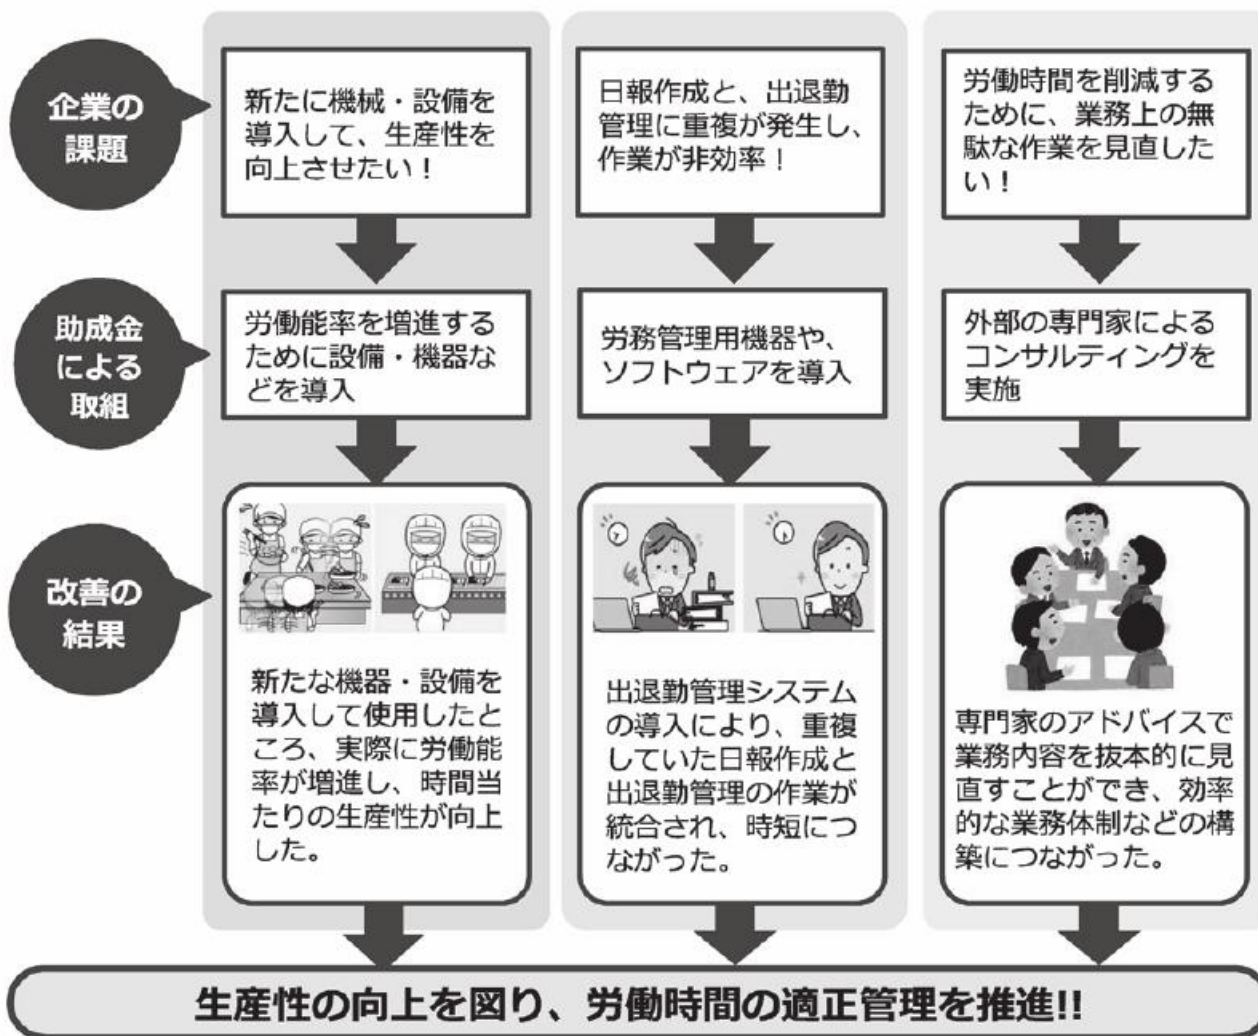 企業の
課題
新たに機械・設備を
導入して、生産性を
向上させたい！
日報作成と、出退勤
管理に重複が発生し、
作業が非効率！
労働時間を削減する
ために、業務上の無
駄な作業を見直した
い！
助成金
による
取組
労働能率を増進する
ために設備・機器な
どを導入
労務管理用機器や、
ソフトウェアを導入
外部の専門家による
コンサルティングを
実施
改善の
結果
新たな機器・設備を
導入して使用したと
ころ、実際に労働能
率が増進し、時間当
たりの生産性が向上
した。
出退勤管理システム
の導入により、重複
していた日報作成と
出退勤管理の作業が
統合され、時短につ
ながった。
専門家のアドバイスで
業務内容を抜本的に見
直すことができ、効率
的な業務体制などの構
築につながった。
生産性の向上を図り、労働時間の適正管理を推進!!